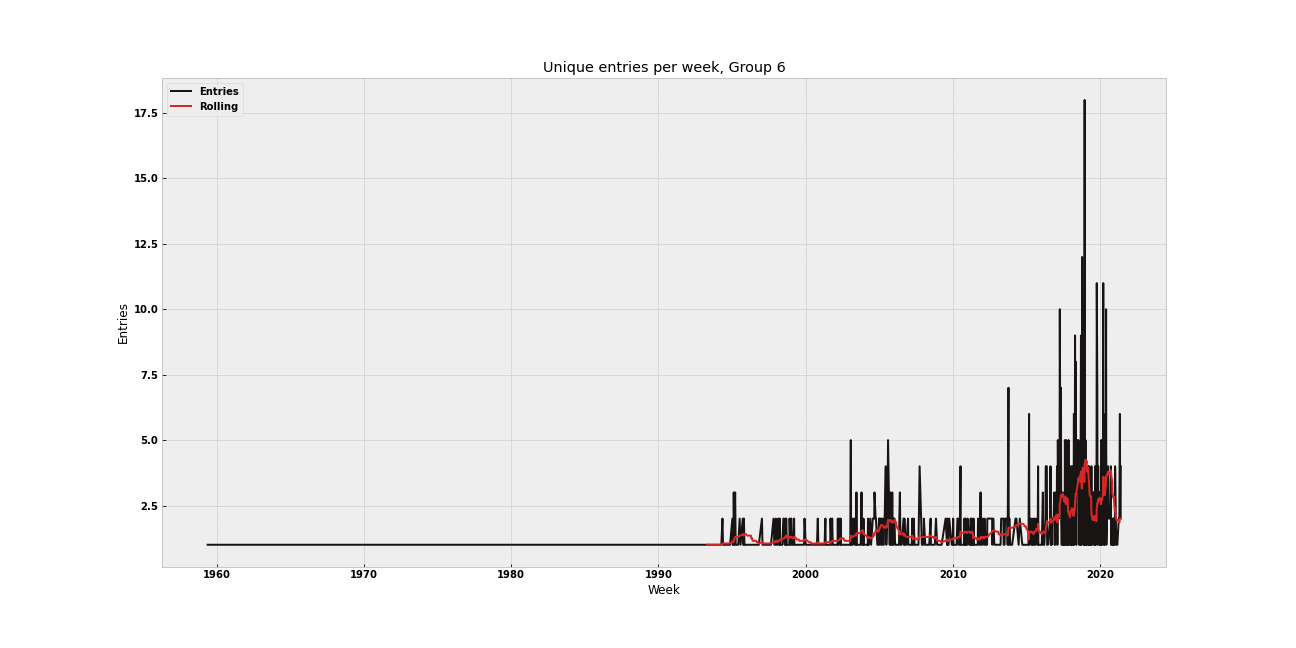 Unique entries per week, Group 6
Entries
Rolling
17.5
15.0
12.5
10.0
7.5
5.0
2.5
Entries
1960 1970 1980 1990 2000 2010 2020
Week